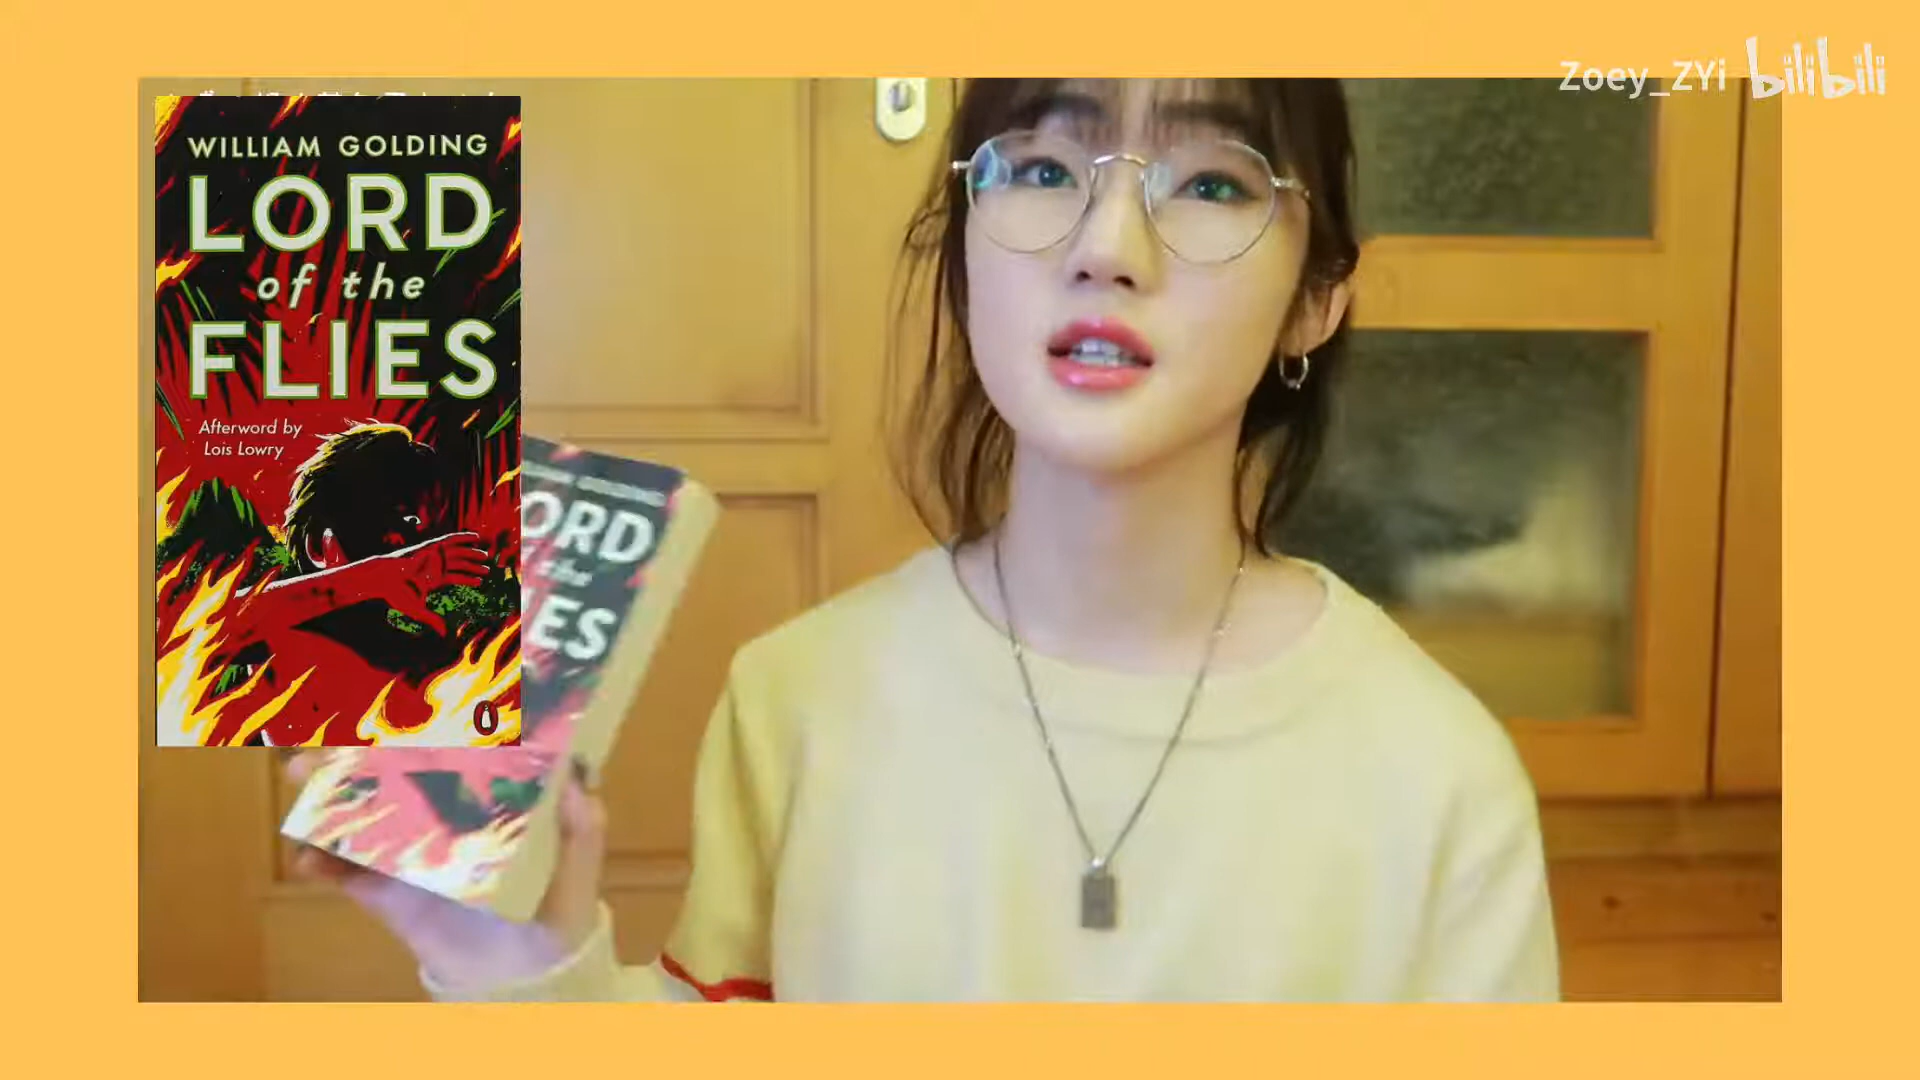 Zoey_ZYi bilibili
WILLIAM GOLDING
LORD
of the
FLIES
Afterword by
Lois Lowry
ORD
the
ES